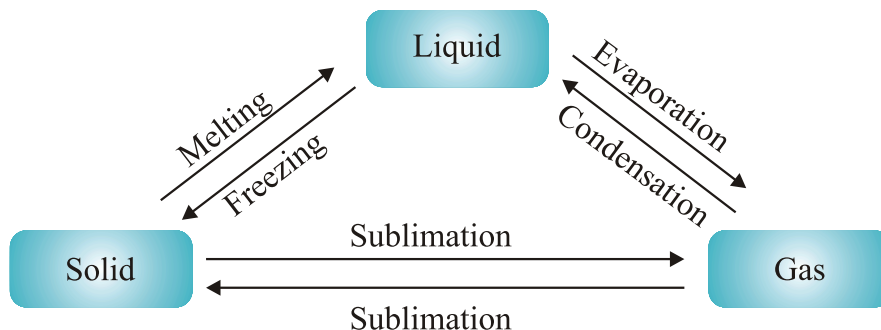 Liquid
Melting
Freezing
Evaporation
Condensation
Solid
Sublimation
Gas
Sublimation